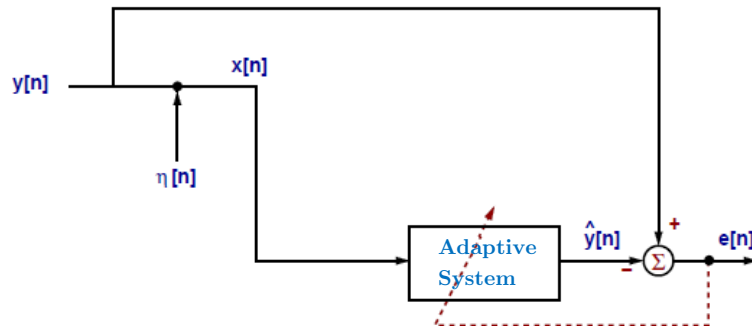 y[n]
x[n]
η[n]
Adaptive
System
ŷ[n]
+
−
Σ
e[n]